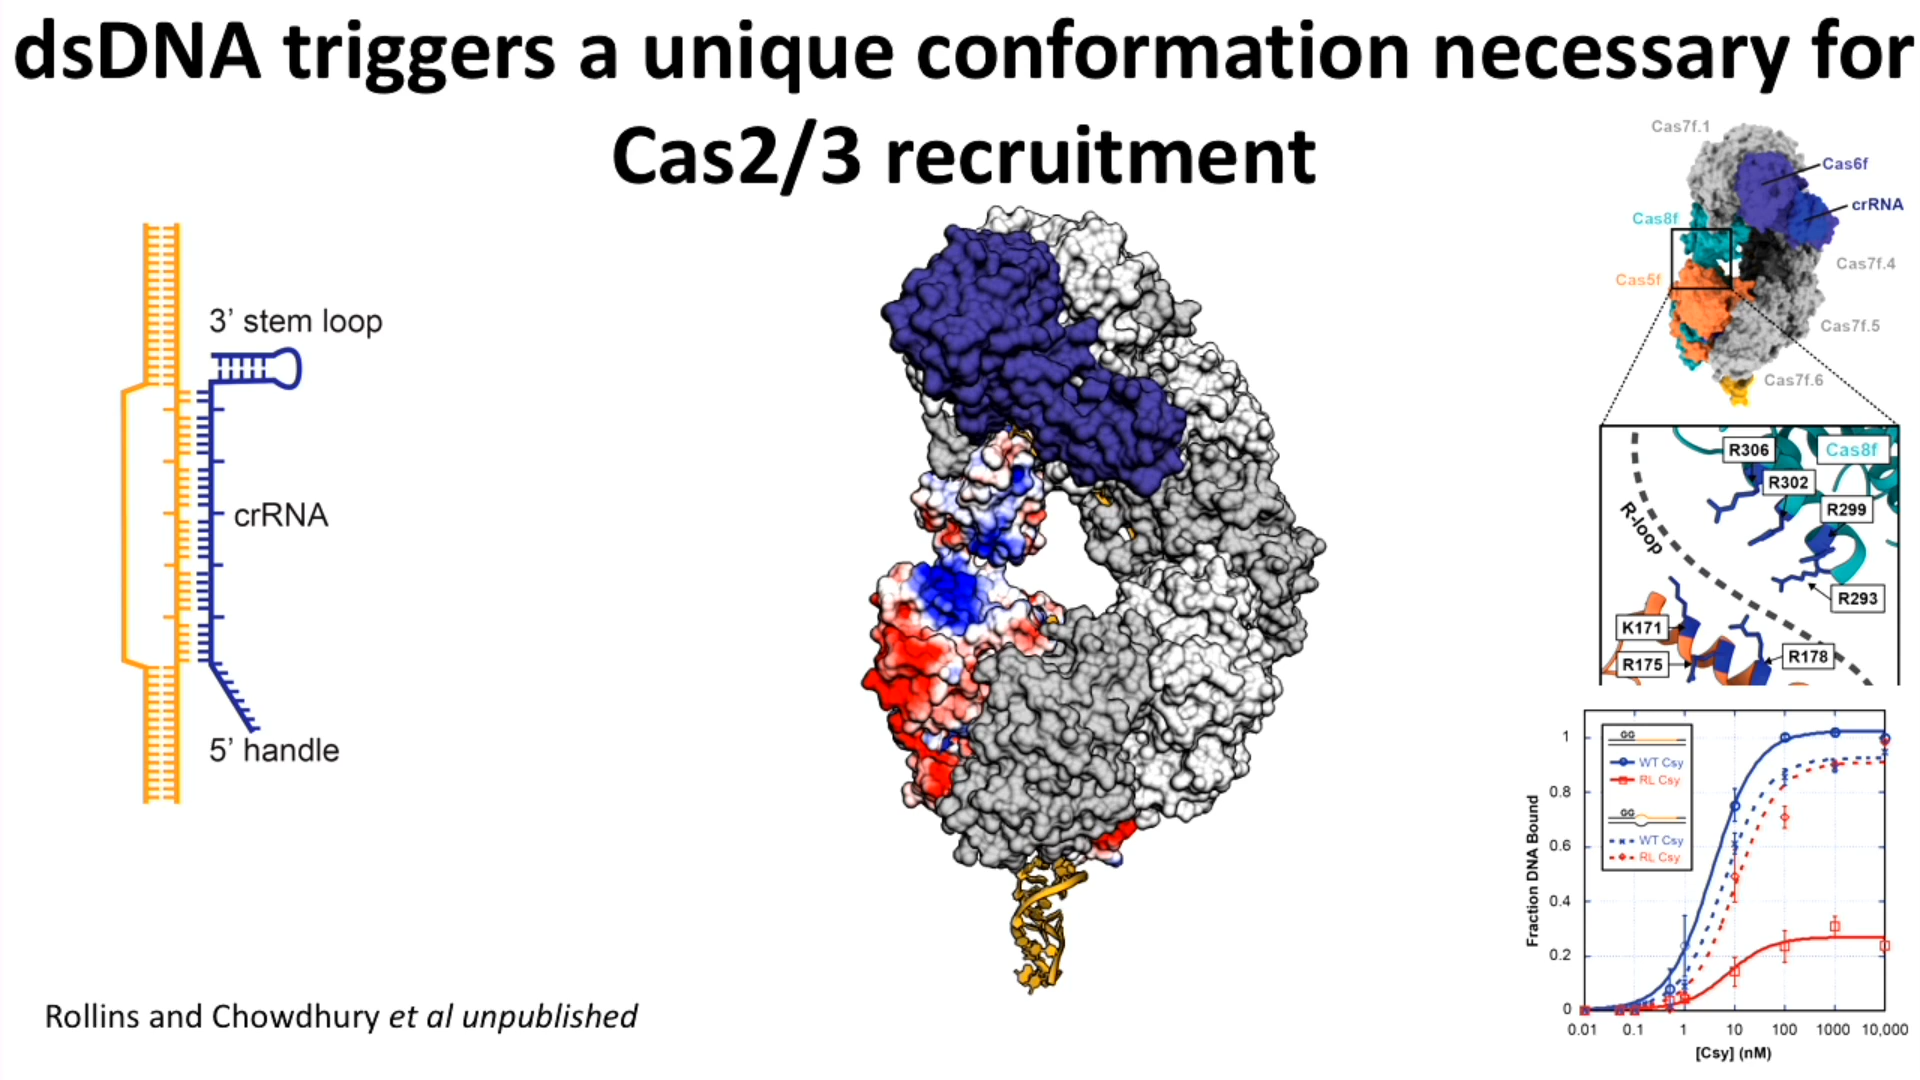 dsDNA triggers a unique conformation necessary for
Cas2/3 recruitment
3’ stem loop
crRNA
5’ handle
Rollins and Chowdhury et al unpublished
Cas7f.1
Cas6f
crRNA
Cas8f
Cas7f.4
Cas5f
Cas7f.5
Cas7f.6
R306
Cas8f
R302
R299
R-loop
R293
K171
R178
R175
GG
WT Csy
RL Csy
GG
WT Csy
RL Csy
Fraction DNA Bound
1
0.8
0.6
0.4
0.2
0
0.01 0.1 1 10 100 1000 10,000
[Csy] (nM)